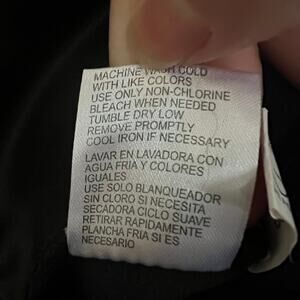 MACHINE WASH COLD
WITH LIKE COLORS
USE ONLY NON-CHLORINE
BLEACH WHEN NEEDED
TUMBLE DRY LOW
REMOVE PROMPTLY
COOL IRON IF NECESSARY
LAVAR EN LAVADORA CON
AGUA FRIA Y COLORES
IGUALES
USE SOLO BLANQUEADOR
SIN CLORO SI NECESITA
SECADORA CICLO SUAVE
RETIRAR RAPIDAMENTE
PLANCHA FRIA SI ES
NECESARIO